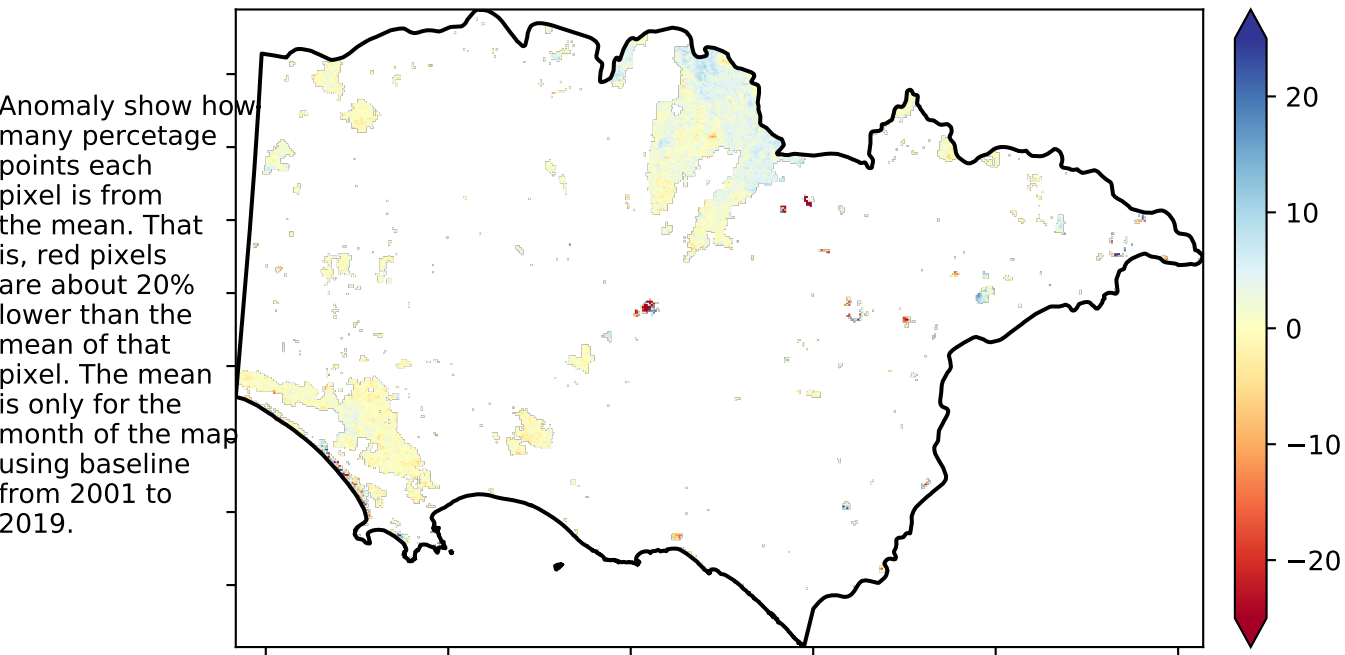 Anomaly show how
many percetage
points each
pixel is from
the mean. That
is, red pixels
are about 20%
lower than the
mean of that
pixel. The mean
is only for the
month of the map
using baseline
from 2001 to
2019.
20
10
0
−10
−20